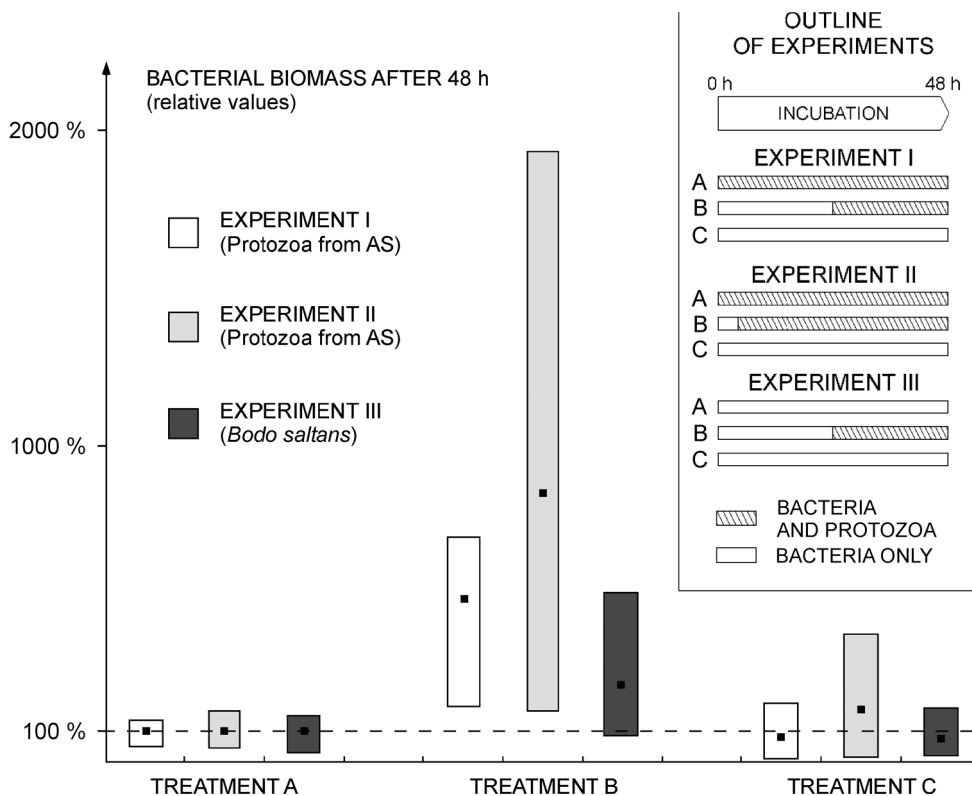 BACTERIAL BIOMASS AFTER 48 h
(relative values)
2000 %
1000 %
100 %
EXPERIMENT I
(Protozoa from AS)
EXPERIMENT II
(Protozoa from AS)
EXPERIMENT III
(Bodo saltans)
TREATMENT A
TREATMENT B
TREATMENT C
OUTLINE
OF EXPERIMENTS
0 h 48 h
INCUBATION
EXPERIMENT I
A
B
C
EXPERIMENT II
A
B
C
EXPERIMENT III
A
B
C
BACTERIA
AND PROTOZOA
BACTERIA ONLY